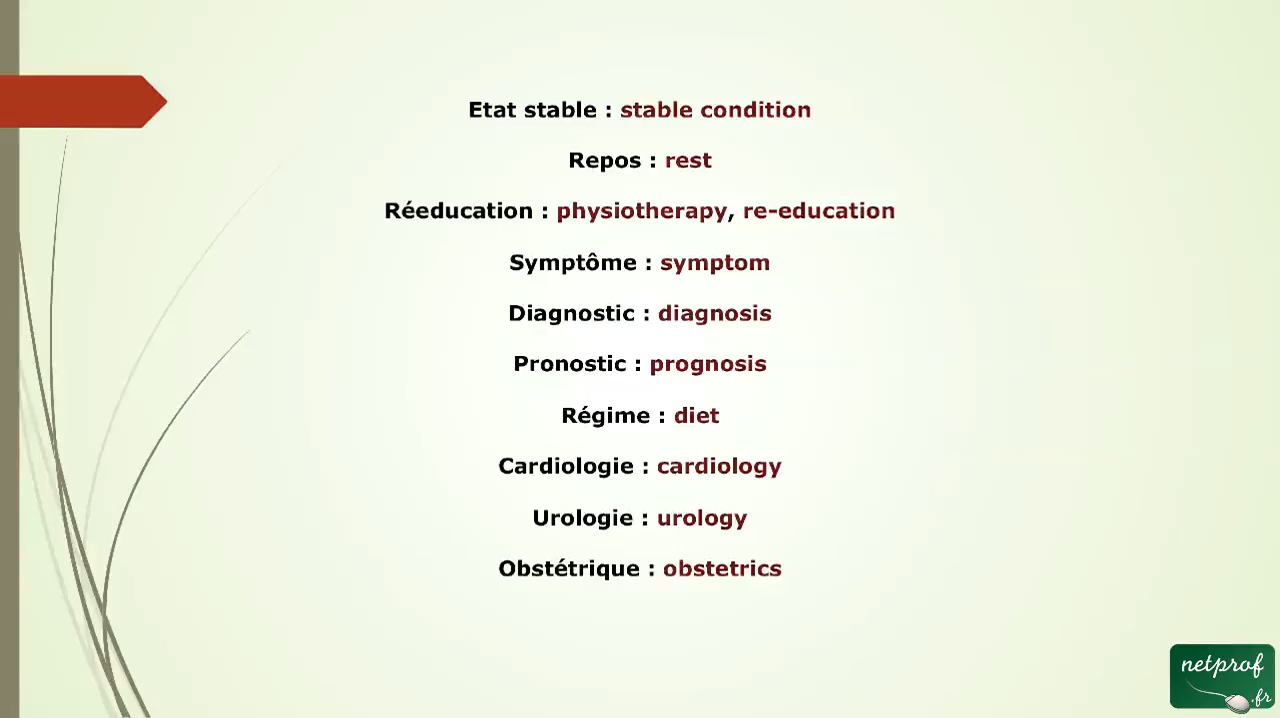 Etat stable : stable condition
Repos : rest
Réeducation : physiotherapy, re-education
Symptôme : symptom
Diagnostic : diagnosis
Pronostic : prognosis
Régime : diet
Cardiologie : cardiology
Urologie : urology
Obstétrique : obstetrics
netprof
.fr